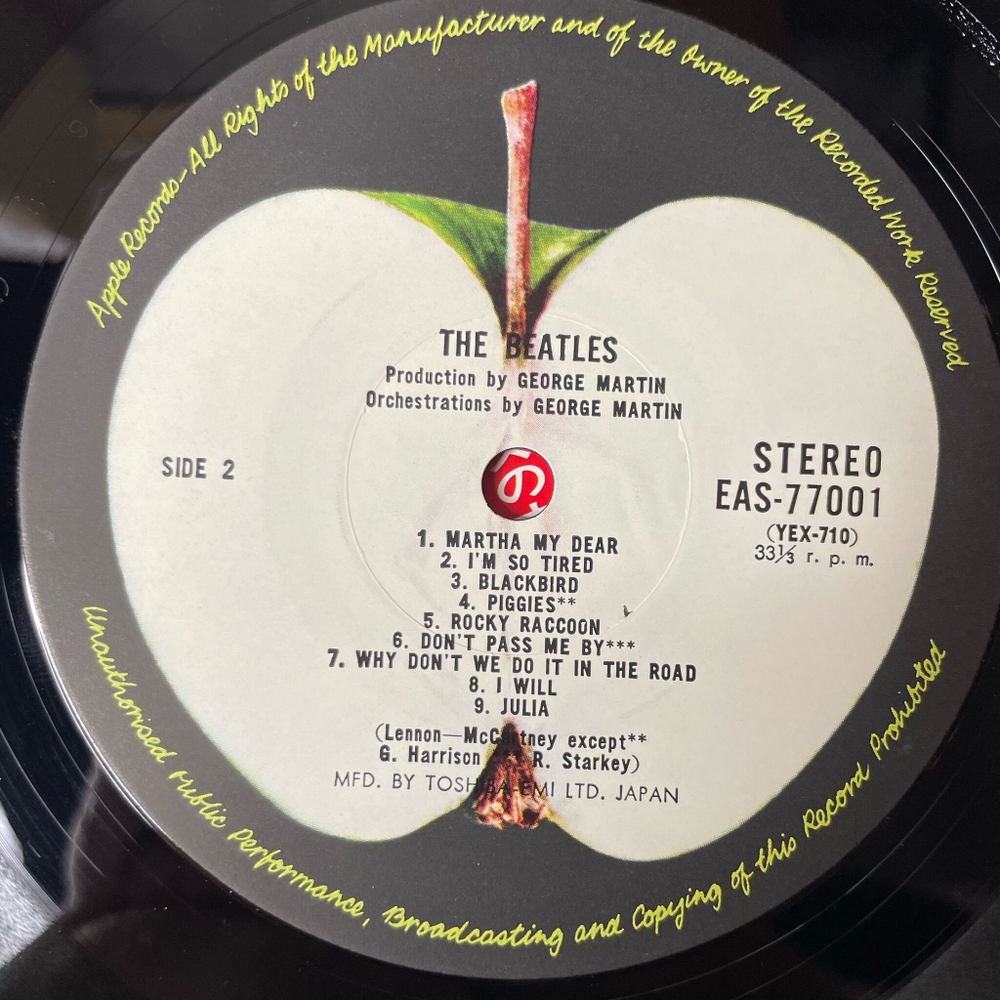 Apple Records-All Rights of the Manufacturer and of the Owner of the Recorded Work Reserved
THE BEATLES
Production by GEORGE MARTIN
Orchestrations by GEORGE MARTIN
SIDE 2
STEREO
EAS-77001
(YEX-710)
33⅓ r. p. m.
の
1. MARTHA MY DEAR
2. I'M SO TIRED
3. BLACKBIRD
4. PIGGIES**
5. ROCKY RACCOON
6. DON'T PASS ME BY***
7. WHY DON'T WE DO IT IN THE ROAD
8. I WILL
9. JULIA
(Lennon—McCartney except**
G. Harrison *** R. Starkey)
MFD. BY TOSHIBA-EMI LTD. JAPAN
Unauthorised Public Performance, Broadcasting and Copying of this Record Prohibited